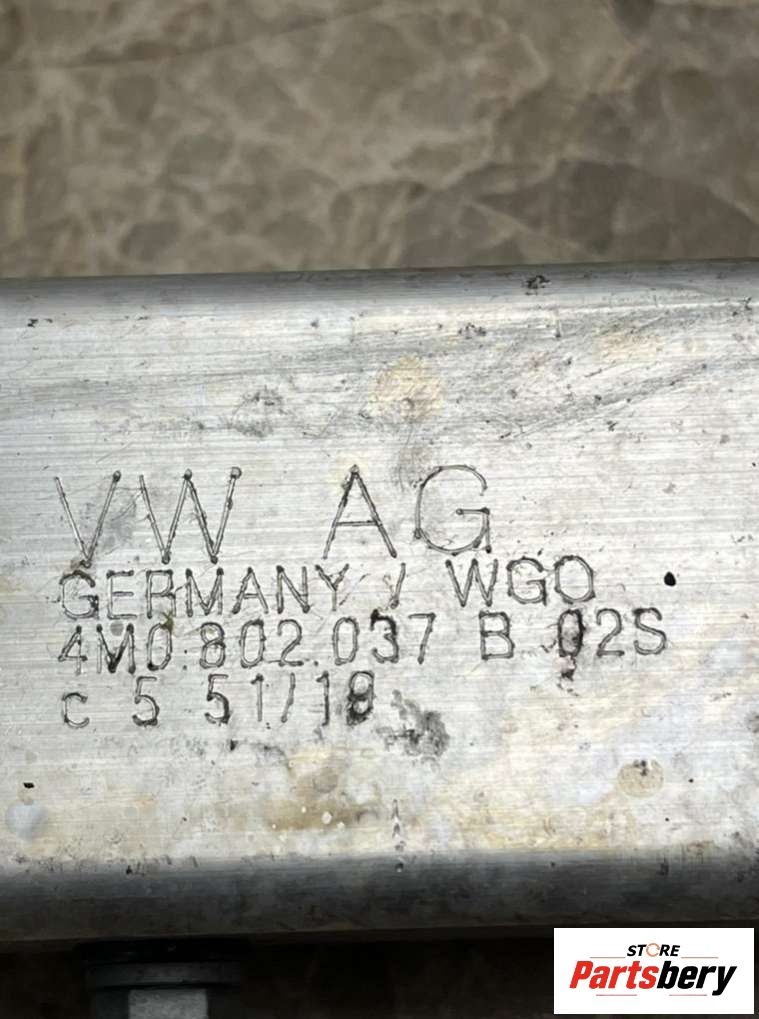 VW AG
GERMANY / WGO
4M0.802.037 B 02S
c 5 51/18
STORE
Partsbery